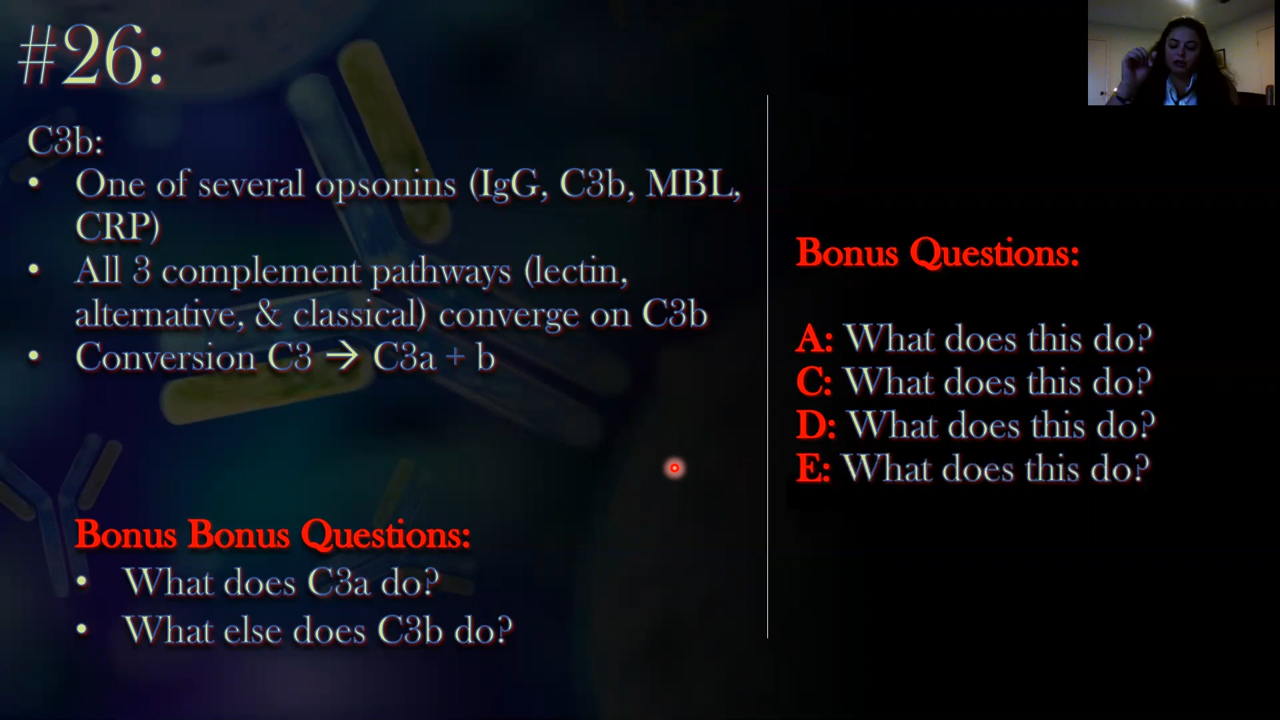 #26:
C3b:
• One of several opsonins (IgG, C3b, MBL,
CRP)
• All 3 complement pathways (lectin,
alternative, & classical) converge on C3b
• Conversion C3 → C3a + b
Bonus Bonus Questions:
• What does C3a do?
• What else does C3b do?
Bonus Questions:
A: What does this do?
C: What does this do?
D: What does this do?
E: What does this do?